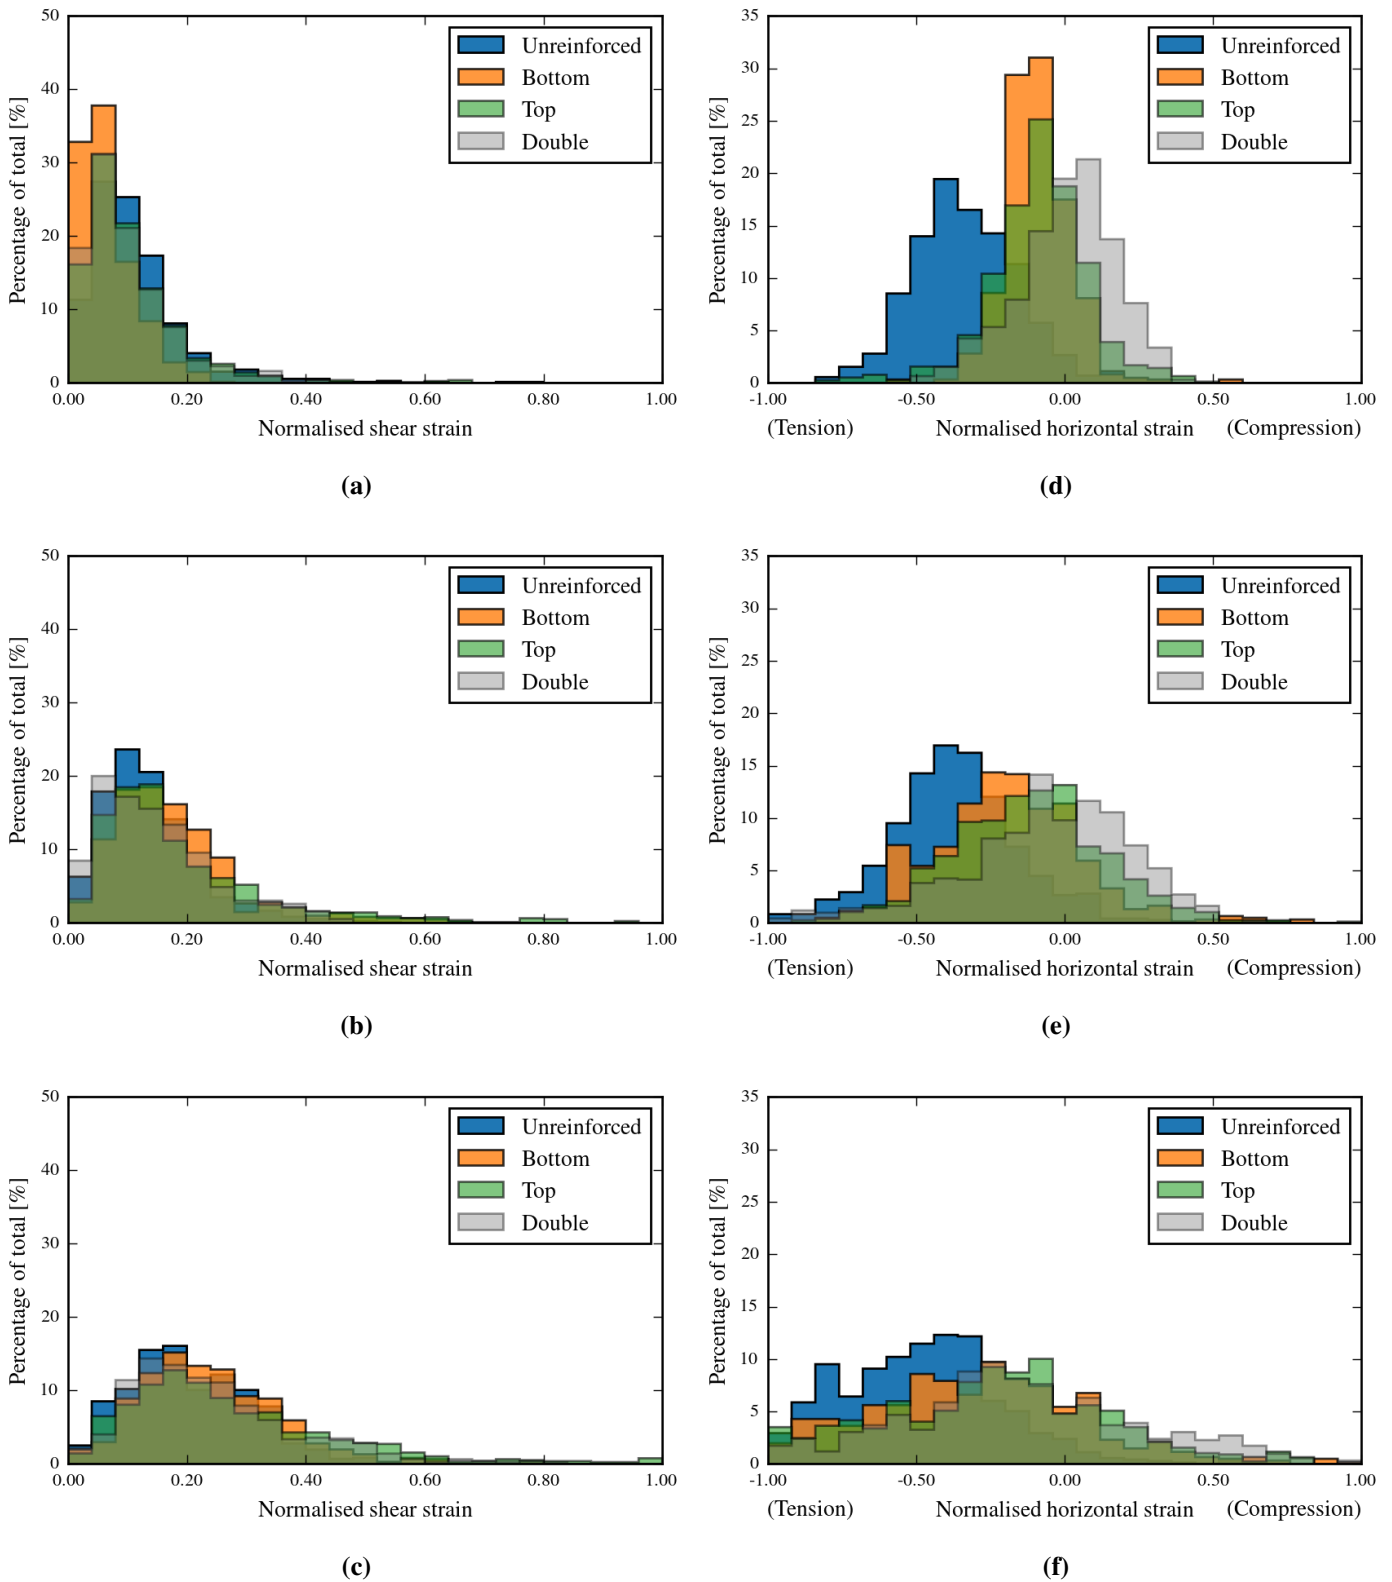 50
40
30
20
10
0
Percentage of total [%]
Unreinforced
Bottom
Top
Double
0.00 0.20 0.40 0.60 0.80 1.00
Normalised shear strain
(a)
35
30
25
20
15
10
5
0
Percentage of total [%]
Unreinforced
Bottom
Top
Double
-1.00 -0.50 0.00 0.50 1.00
(Tension) Normalised horizontal strain (Compression)
(d)
50
40
30
20
10
0
Percentage of total [%]
Unreinforced
Bottom
Top
Double
0.00 0.20 0.40 0.60 0.80 1.00
Normalised shear strain
(b)
35
30
25
20
15
10
5
0
Percentage of total [%]
Unreinforced
Bottom
Top
Double
-1.00 -0.50 0.00 0.50 1.00
(Tension) Normalised horizontal strain (Compression)
(e)
50
40
30
20
10
0
Percentage of total [%]
Unreinforced
Bottom
Top
Double
0.00 0.20 0.40 0.60 0.80 1.00
Normalised shear strain
(c)
35
30
25
20
15
10
5
0
Percentage of total [%]
Unreinforced
Bottom
Top
Double
-1.00 -0.50 0.00 0.50 1.00
(Tension) Normalised horizontal strain (Compression)
(f)